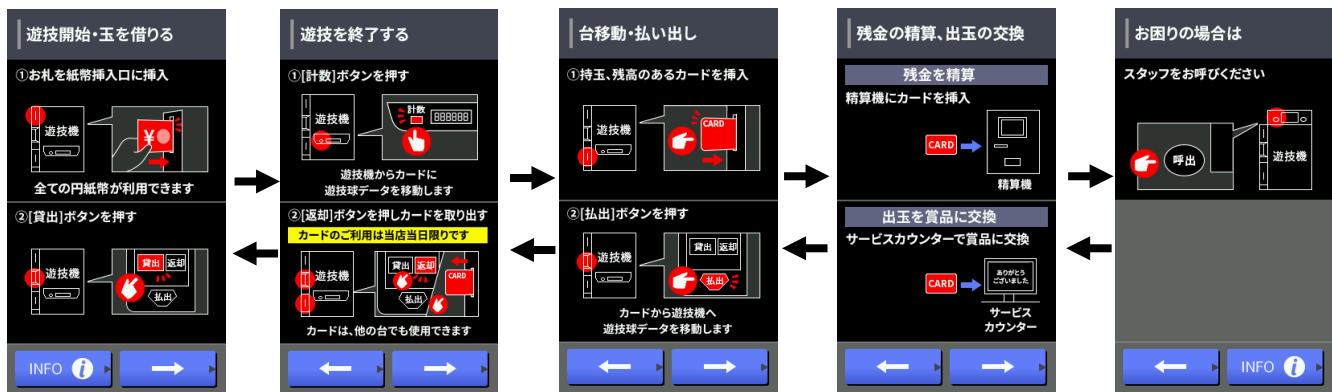 遊技開始・玉を借りる
①お札を紙幣挿入口に挿入
遊技機
¥
全ての円紙幣が利用できます
②[貸出]ボタンを押す
遊技機
貸出 返却
払出
INFO i
遊技を終了する
①[計数]ボタンを押す
遊技機
計数
888888
遊技機からカードに
遊技球データを移動します
②[返却]ボタンを押しカードを取り出す
カードのご利用は当店当日限りです
遊技機
貸出 返却
払出
CARD
カードは、他の台でも使用できます
台移動・払い出し
①持玉、残高のあるカードを挿入
遊技機
CARD
②[払出]ボタンを押す
遊技機
貸出 返却
払出
カードから遊技機へ
遊技球データを移動します
残金の精算、出玉の交換
残金を精算
精算機にカードを挿入
CARD
精算機
出玉を賞品に交換
サービスカウンターで賞品に交換
CARD
ありがとう
ございました
サービス
カウンター
お困りの場合は
スタッフをお呼びください
呼出
遊技機
INFO i